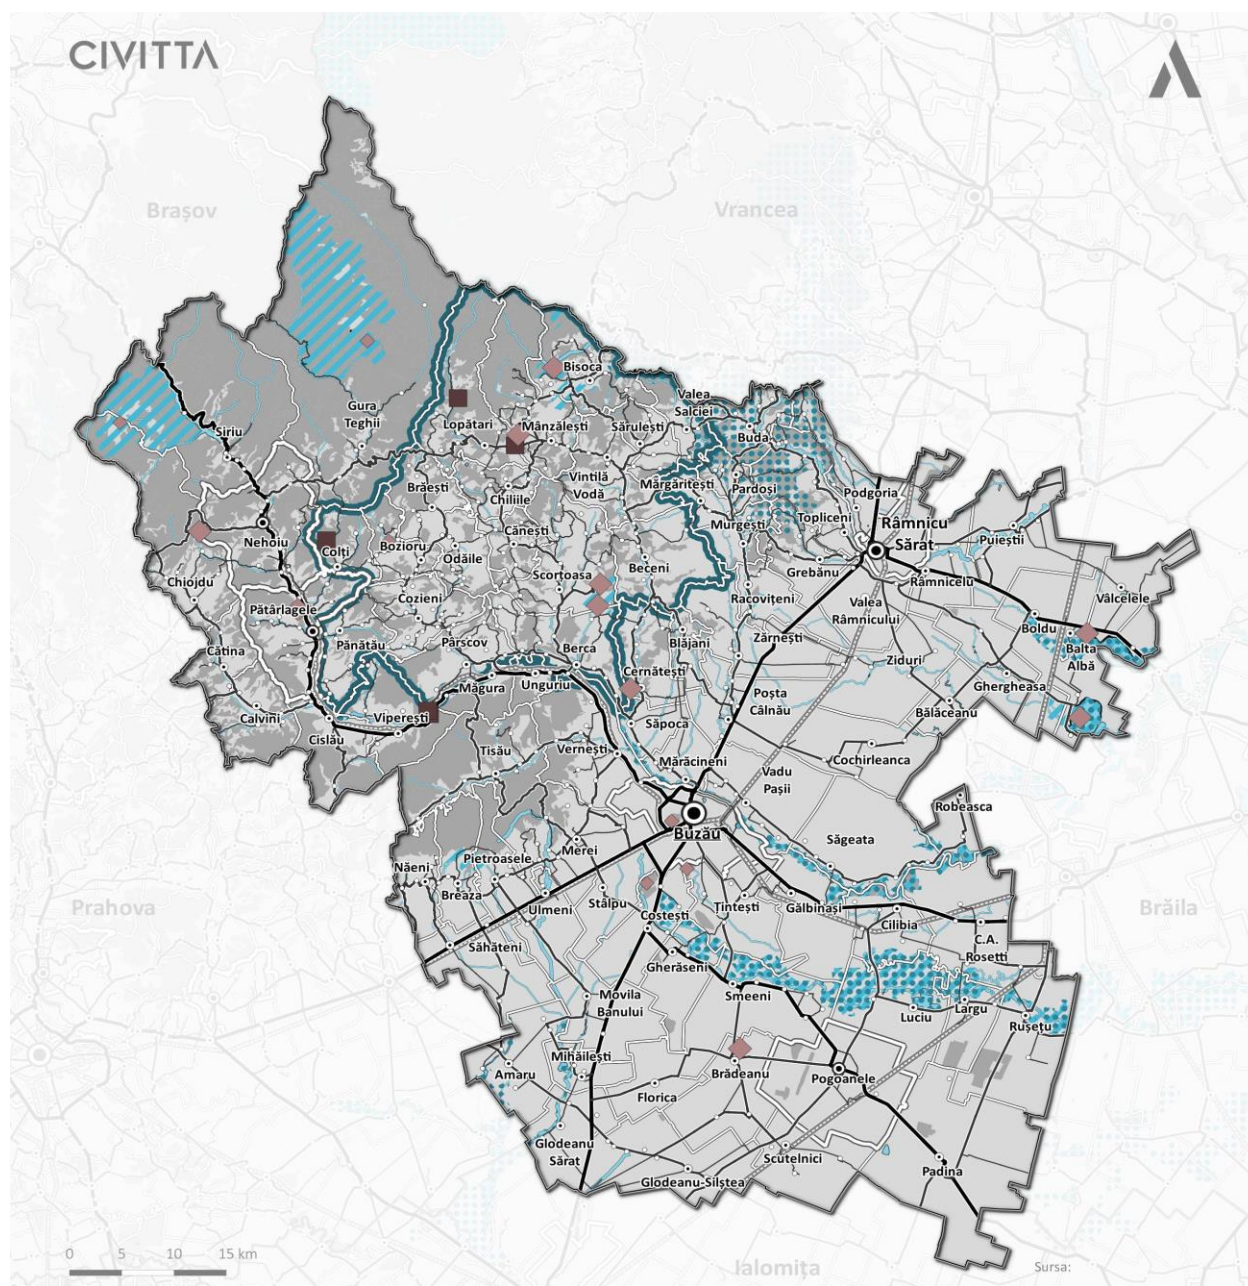 CIVITTA
Brașov
Vrancea
Bisoca
Valea
Salciei
Gura
Teghii
Lopătari
Mânzălești
Sărulești
Buda
Siriu
Vintilă
Vodă
Brăești
Chiliile
Mărgăritești
Pardoși
Podgoria
Topliceni
Râmnicu
Sărat
Murgești
Puieștii
Nehoiu
Colți
Bozioru
Cănești
Odăile
Scorțoasa
Beceni
Grebănu
Râmnicelu
Chiojdu
Cozieni
Racovițeni
Valea
Râmnicului
Vâlcelele
Pătârlagele
Boldu
Balta
Albă
Cătina
Pănătău
Pârscov
Berca
Blăjani
Zărnești
Ziduri
Cernătești
Ghergheasa
Măgura
Unguriu
Poșta
Câlnău
Bălăceanu
Calvini
Viperești
Săpoca
Cislău
Tisău
Vernești
Mărăcineni
Cochirleanca
Vadu
Pașii
Robeasca
Buzău
Săgeata
Merei
Pietroasele
Năeni
Breaza
Ulmeni
Stâlpu
Costești
Țintești
Gălbinași
Cilibia
C.A.
Rosetti
Prahova
Brăila
Săhăteni
Gherăseni
Smeeni
Movila
Banului
Luciu
Largu
Rușețu
Mihăilești
Amaru
Brădeanu
Pogoanele
Florica
Glodeanu
Sărat
Scutelnici
Padina
Glodeanu-Silștea
0 5 10 15 km
Ialomița
Sursa: